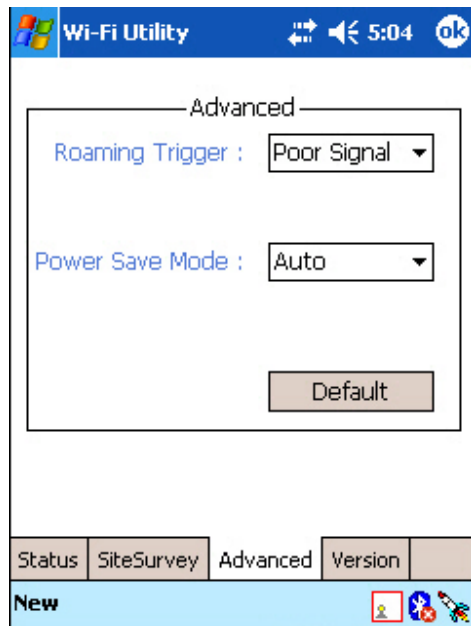 Wi-Fi Utility 5:04 ok
Advanced
Roaming Trigger : Poor Signal
Power Save Mode : Auto
Default
Status SiteSurvey Advanced Version
New